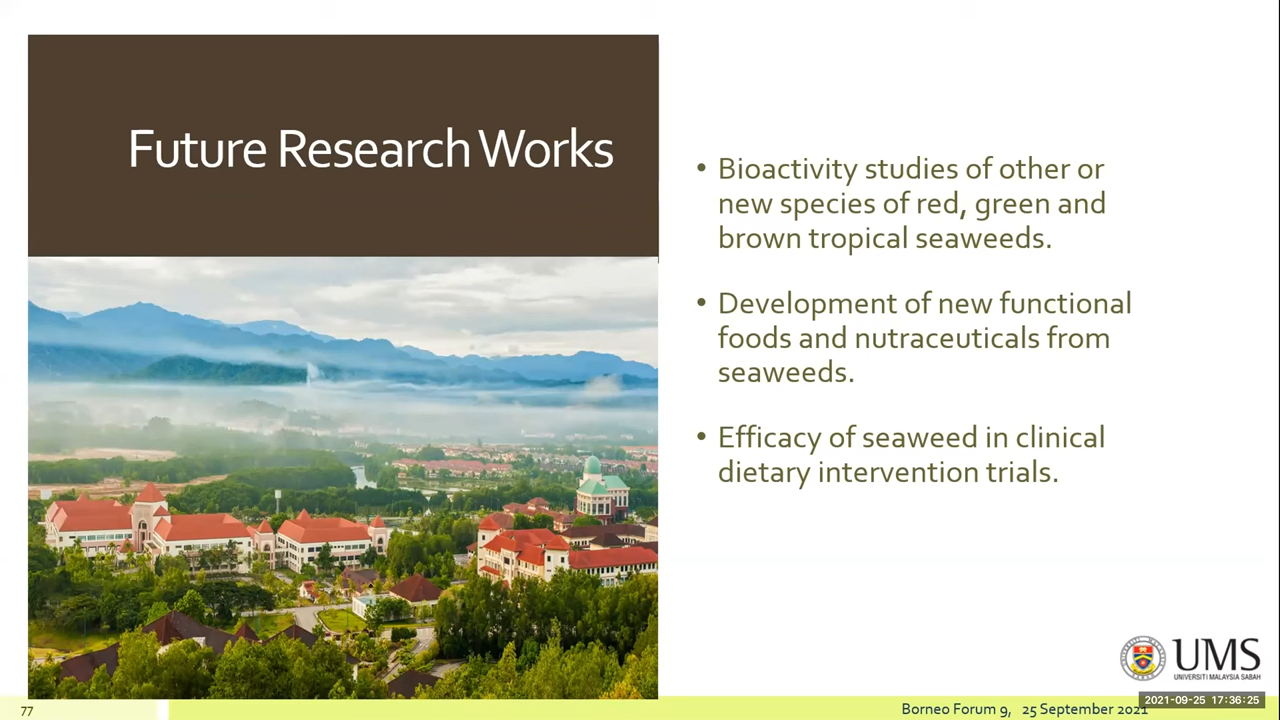 Future Research Works
• Bioactivity studies of other or
new species of red, green and
brown tropical seaweeds.
• Development of new functional
foods and nutraceuticals from
seaweeds.
• Efficacy of seaweed in clinical
dietary intervention trials.
UMS
UNIVERSITI MALAYSIA SABAH
2021-09-25 17:36:25
77
Borneo Forum 9, 25 September 2021